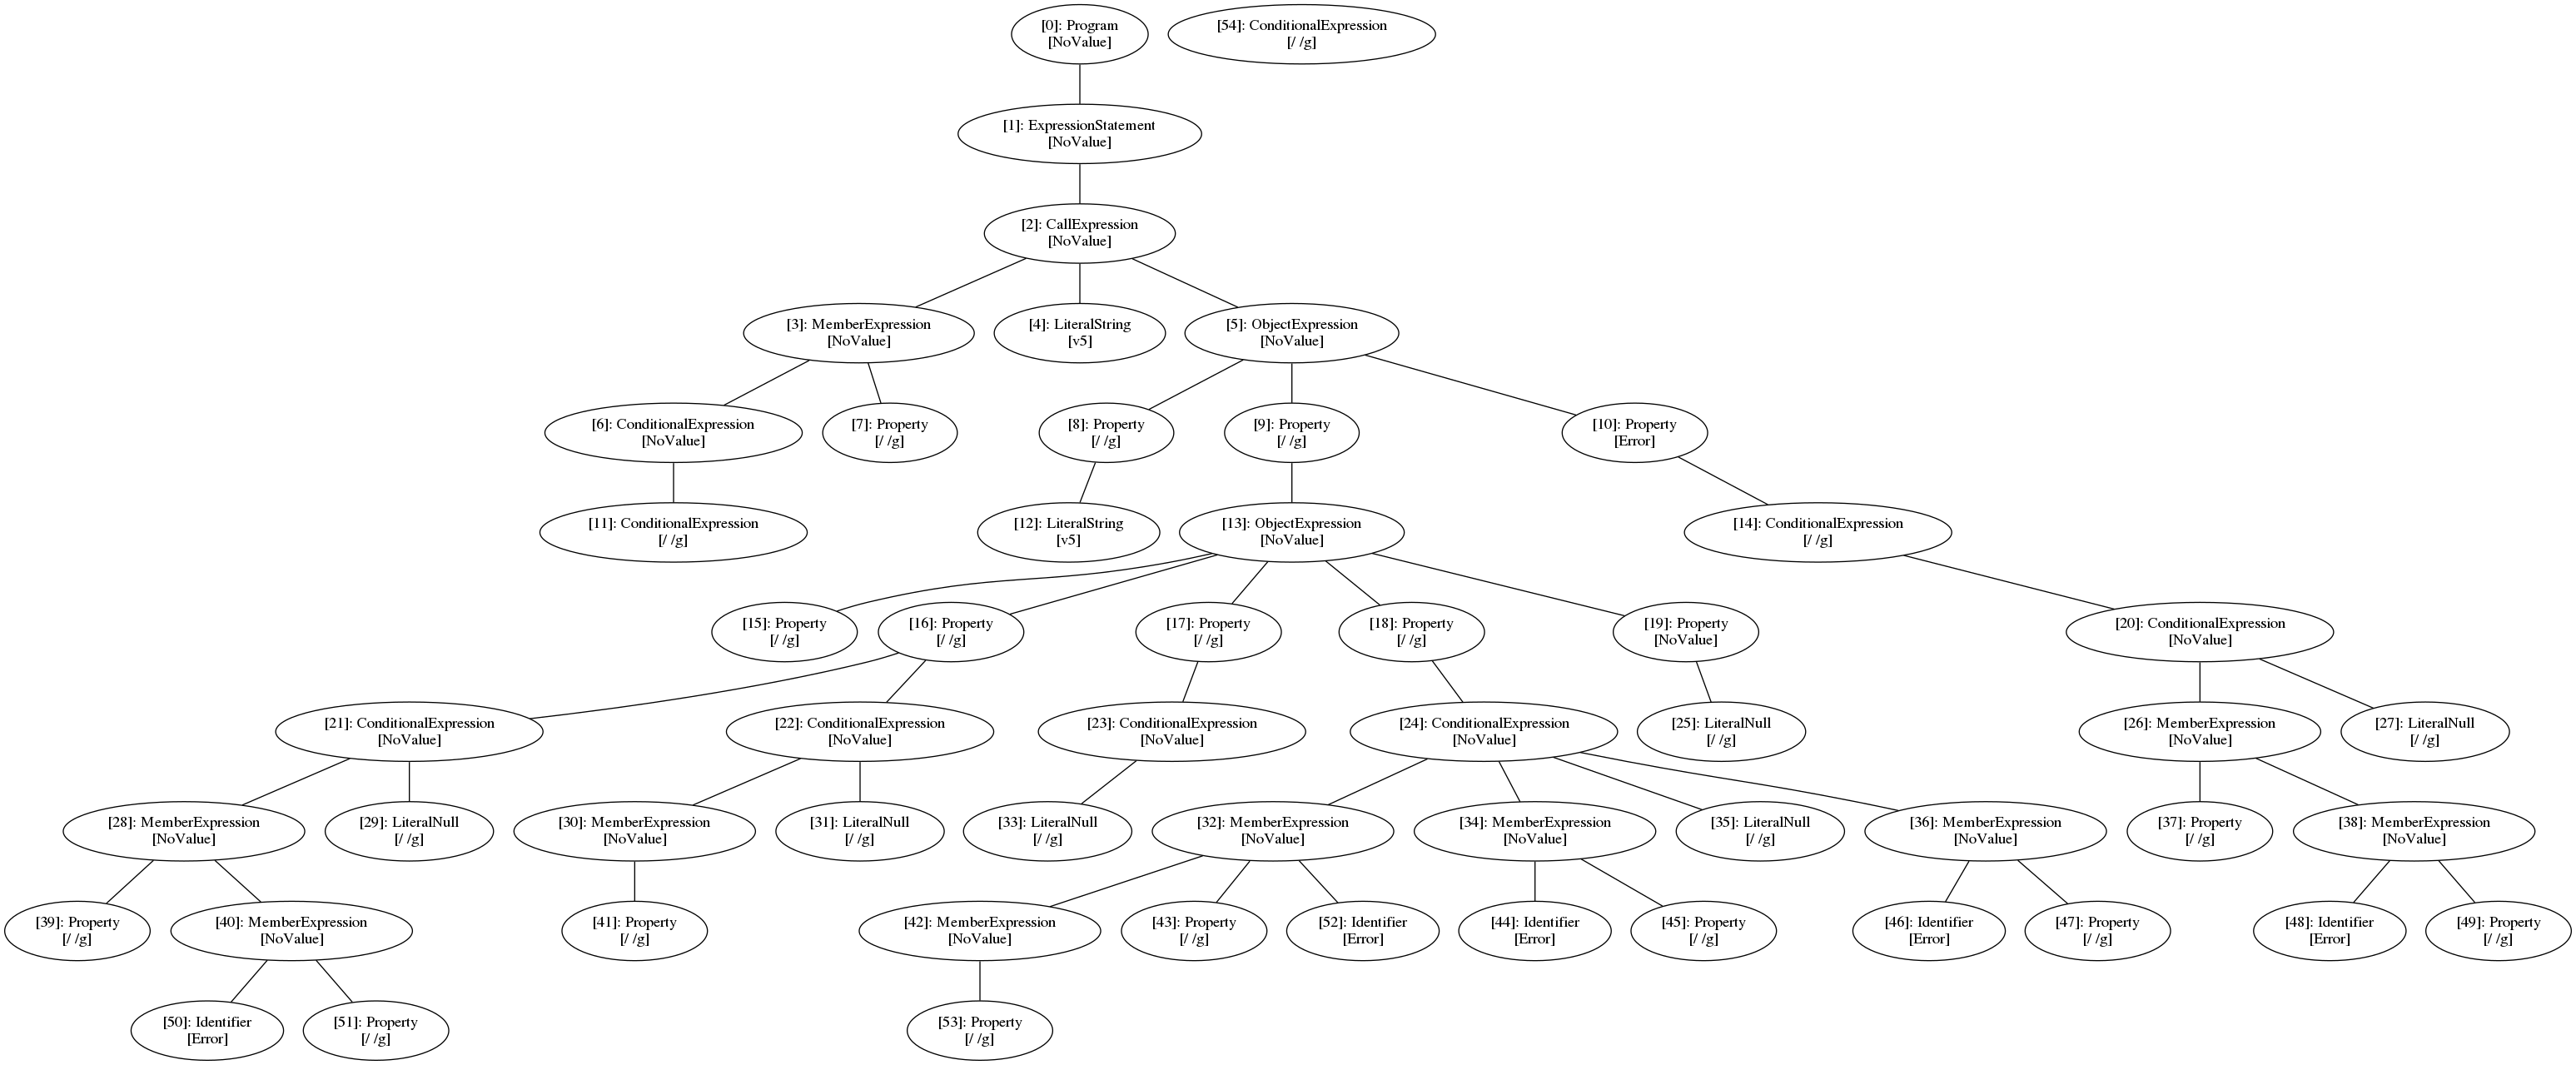 [0]: Program
[NoValue]
[54]: ConditionalExpression
[/ /g]
[1]: ExpressionStatement
[NoValue]
[2]: CallExpression
[NoValue]
[3]: MemberExpression
[NoValue]
[4]: LiteralString
[v5]
[5]: ObjectExpression
[NoValue]
[6]: ConditionalExpression
[NoValue]
[7]: Property
[/ /g]
[8]: Property
[/ /g]
[9]: Property
[/ /g]
[10]: Property
[Error]
[11]: ConditionalExpression
[/ /g]
[12]: LiteralString
[v5]
[13]: ObjectExpression
[NoValue]
[14]: ConditionalExpression
[/ /g]
[15]: Property
[/ /g]
[16]: Property
[/ /g]
[17]: Property
[/ /g]
[18]: Property
[/ /g]
[19]: Property
[NoValue]
[20]: ConditionalExpression
[NoValue]
[21]: ConditionalExpression
[NoValue]
[22]: ConditionalExpression
[NoValue]
[23]: ConditionalExpression
[NoValue]
[24]: ConditionalExpression
[NoValue]
[25]: LiteralNull
[/ /g]
[26]: MemberExpression
[NoValue]
[27]: LiteralNull
[/ /g]
[28]: MemberExpression
[NoValue]
[29]: LiteralNull
[/ /g]
[30]: MemberExpression
[NoValue]
[31]: LiteralNull
[/ /g]
[33]: LiteralNull
[/ /g]
[32]: MemberExpression
[NoValue]
[34]: MemberExpression
[NoValue]
[35]: LiteralNull
[/ /g]
[36]: MemberExpression
[NoValue]
[37]: Property
[/ /g]
[38]: MemberExpression
[NoValue]
[39]: Property
[/ /g]
[40]: MemberExpression
[NoValue]
[41]: Property
[/ /g]
[42]: MemberExpression
[NoValue]
[43]: Property
[/ /g]
[52]: Identifier
[Error]
[44]: Identifier
[Error]
[45]: Property
[/ /g]
[46]: Identifier
[Error]
[47]: Property
[/ /g]
[48]: Identifier
[Error]
[49]: Property
[/ /g]
[50]: Identifier
[Error]
[51]: Property
[/ /g]
[53]: Property
[/ /g]